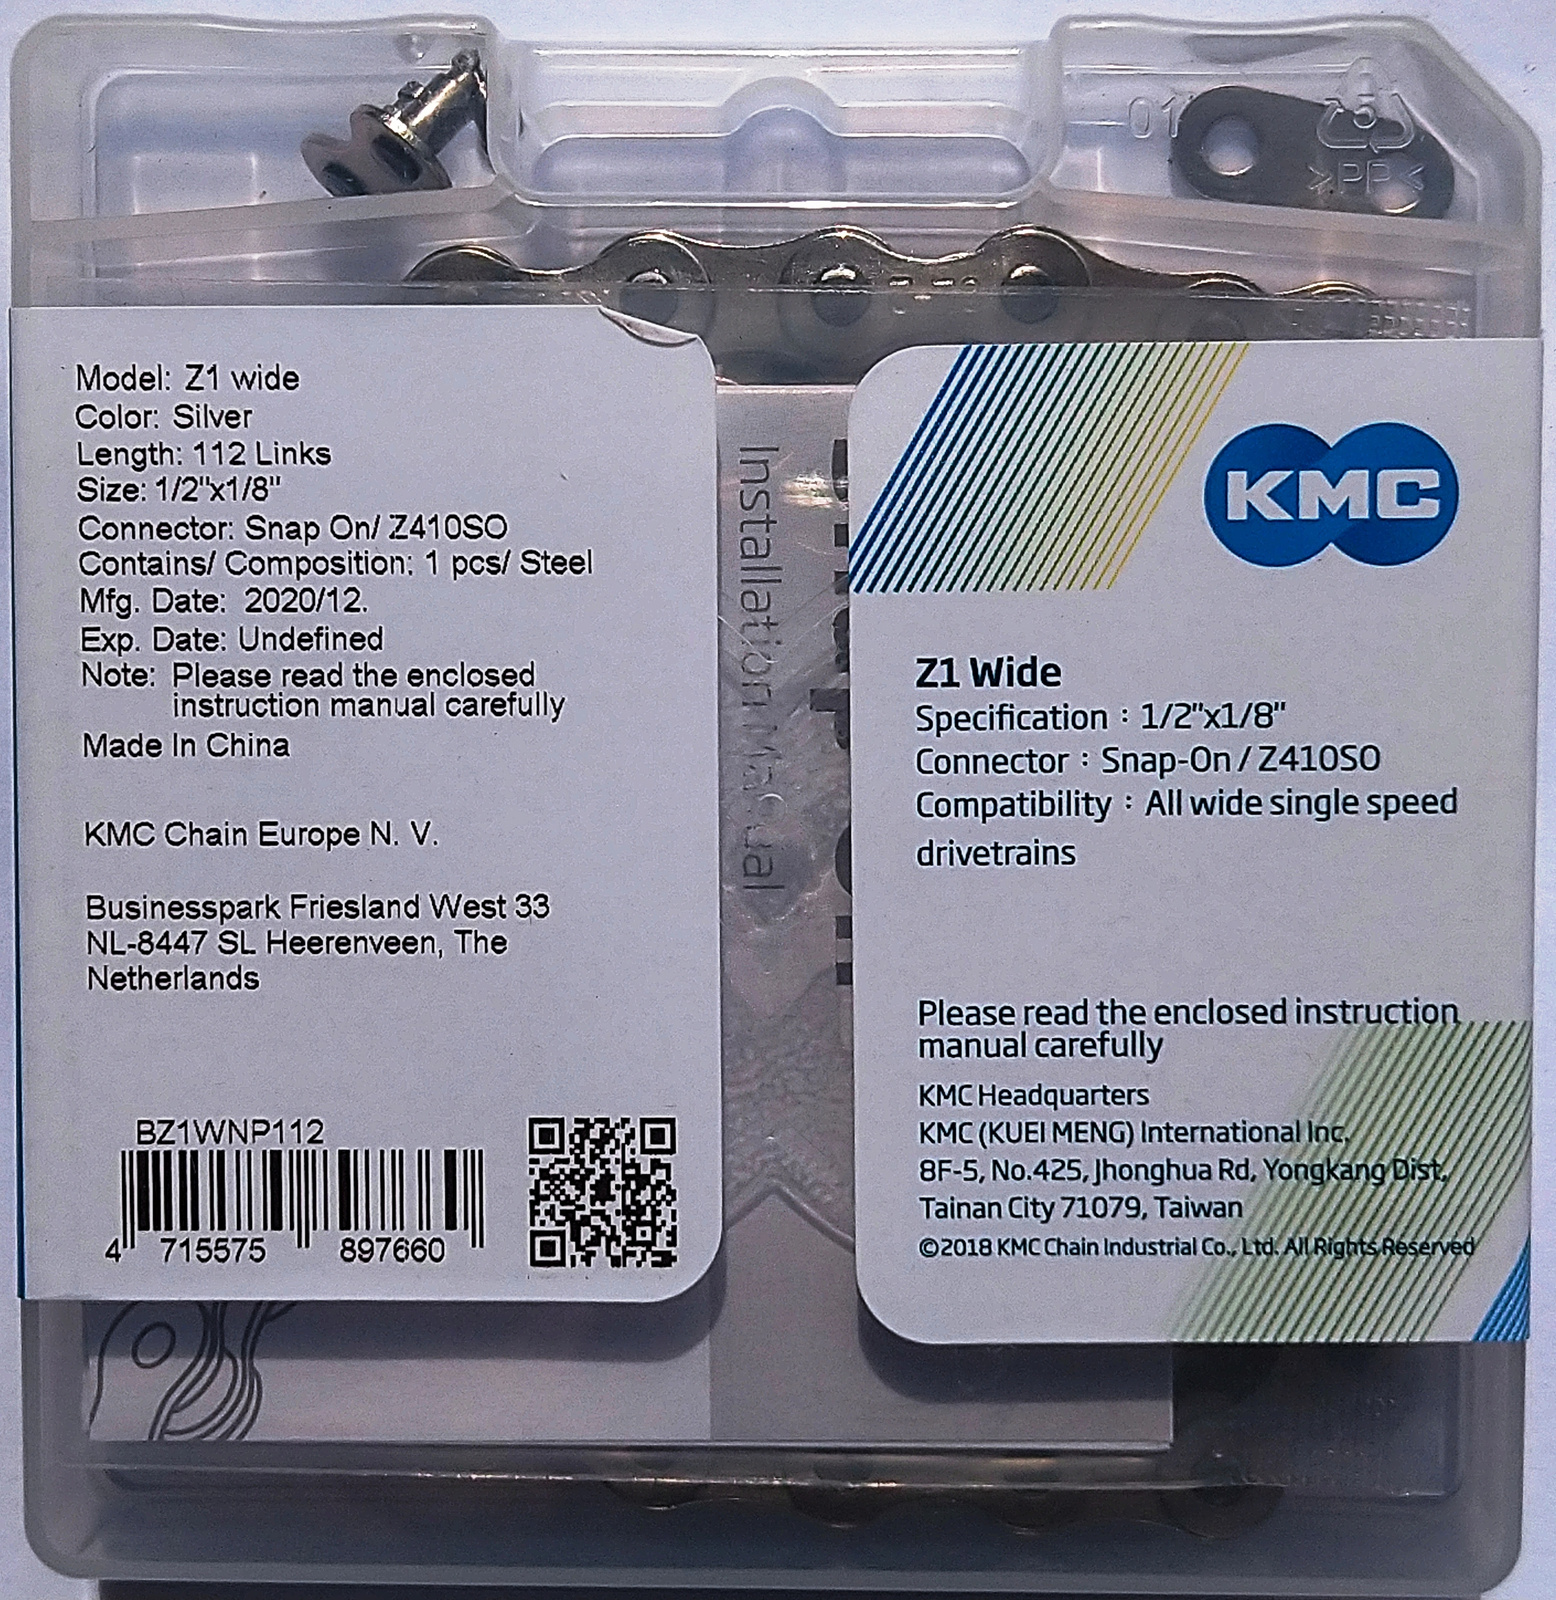 01
5
>PP<
Model: Z1 wide
Color: Silver
Length: 112 Links
Size: 1/2"x1/8"
Connector: Snap On/ Z410SO
Contains/ Composition: 1 pcs/ Steel
Mfg. Date: 2020/12.
Exp. Date: Undefined
Note: Please read the enclosed
instruction manual carefully
Made In China
KMC Chain Europe N. V.
Businesspark Friesland West 33
NL-8447 SL Heerenveen, The
Netherlands
BZ1WNP112
4 715575 897660
Installation Manual
KMC
Z1 Wide
Specification : 1/2"x1/8"
Connector : Snap-On / Z410SO
Compatibility : All wide single speed
drivetrains
Please read the enclosed instruction
manual carefully
KMC Headquarters
KMC (KUEI MENG) International Inc.
8F-5, No.425, Jhonghua Rd, Yongkang Dist,
Tainan City 71079, Taiwan
©2018 KMC Chain Industrial Co., Ltd. All Rights Reserved